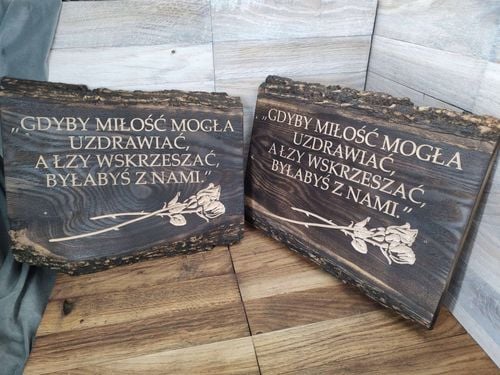 „GDYBY MIŁOŚĆ MOGŁA
UZDRAWIAĆ,
A ŁZY WSKRZESZAĆ,
BYŁABYŚ Z NAMI."
„GDYBY MIŁOŚĆ MOGŁA
UZDRAWIAĆ,
A ŁZY WSKRZESZAĆ,
BYŁABYŚ Z NAMI."